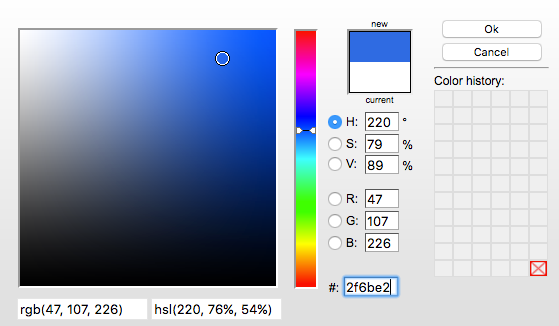 new
current
Ok
Cancel
Color history:
H: 220 °
S: 79 %
V: 89 %
R: 47
G: 107
B: 226
#: 2f6be2
rgb(47, 107, 226)
hsl(220, 76%, 54%)